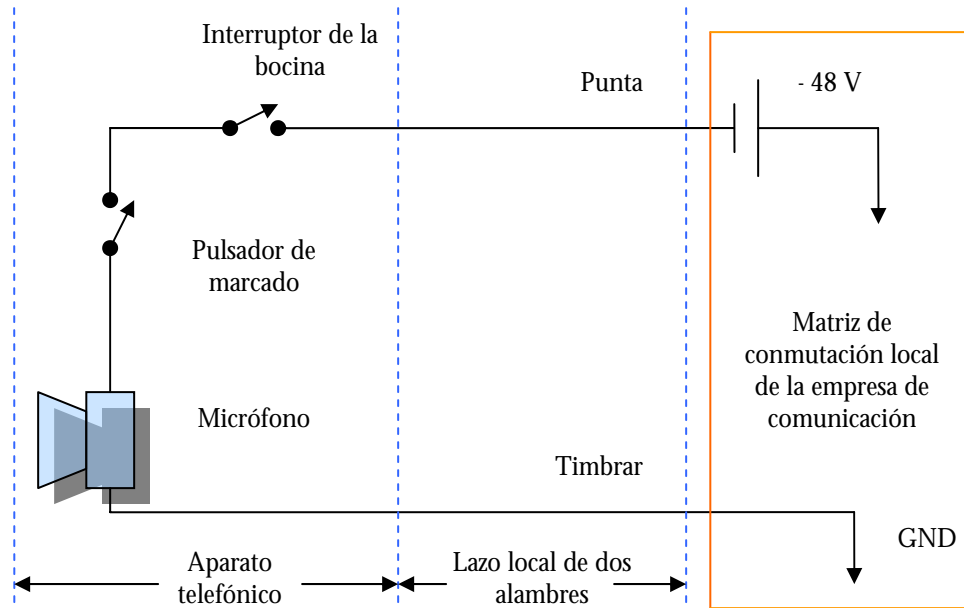 Interruptor de la
bocina
Punta
- 48 V
Pulsador de
marcado
Matriz de
conmutación local
de la empresa de
comunicación
Micrófono
Timbrar
GND
Aparato
telefónico
Lazo local de dos
alambres